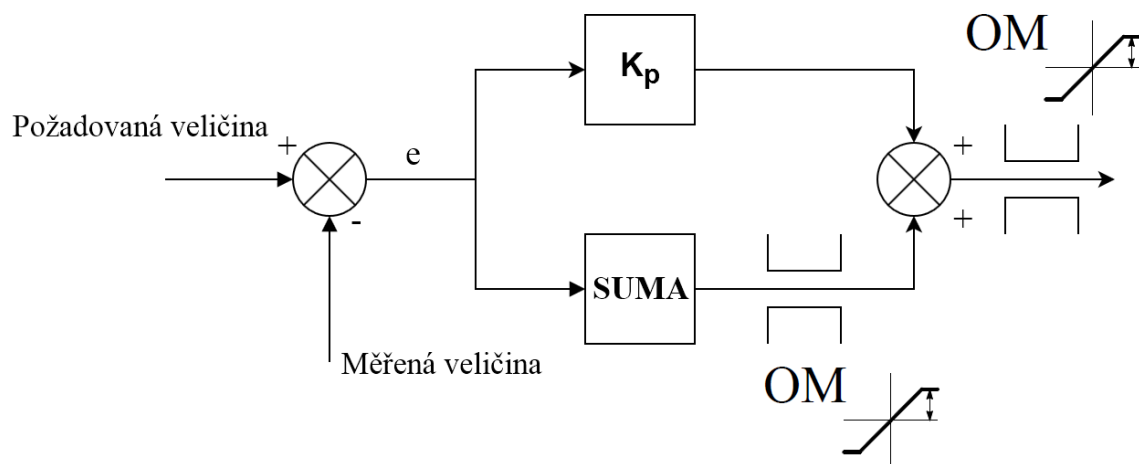 OM
Kp
Požadovaná veličina
+
e
+
-
+
SUMA
Měřená veličina
OM